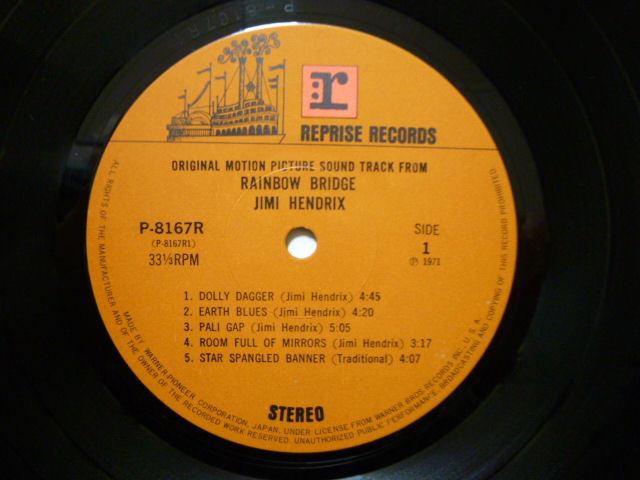 P-8167R1
r
REPRISE RECORDS
ORIGINAL MOTION PICTURE SOUND TRACK FROM
RAINBOW BRIDGE
JIMI HENDRIX
P-8167R
(P-8167R1)
33⅓RPM
SIDE
1
Ⓟ 1971
1. DOLLY DAGGER (Jimi Hendrix) 4:45
2. EARTH BLUES (Jimi Hendrix) 4:20
3. PALI GAP (Jimi Hendrix) 5:05
4. ROOM FULL OF MIRRORS (Jimi Hendrix) 3:17
5. STAR SPANGLED BANNER (Traditional) 4:07
STEREO
MADE BY WARNER-PIONEER CORPORATION, JAPAN, UNDER LICENSE FROM WARNER BROS. RECORDS INC., U.S.A.
ALL RIGHTS OF THE MANUFACTURER AND OF THE OWNER OF THE RECORDED WORK RESERVED. UNAUTHORIZED PUBLIC PERFORMANCE, BROADCASTING AND COPYING OF THIS RECORD PROHIBITED.